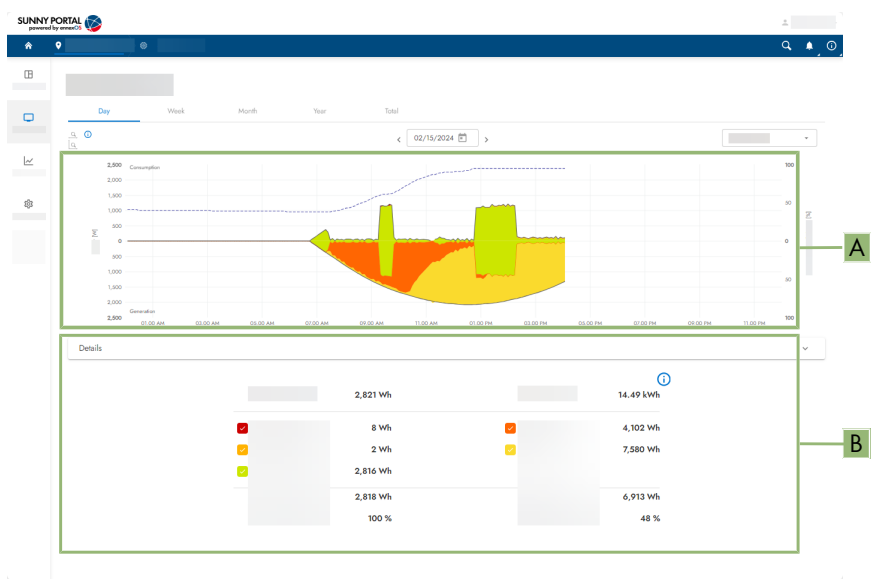 SUNNY PORTAL
powered by ennexOS
Day Week Month Year Total
02/15/2024
2,500 Consumption 100
2,000
1,500 50
1,000
500
[W] 0 0 [%]
500
1,000 50
1,500
2,000
Generation
2,500 100
01:00 AM 03:00 AM 05:00 AM 07:00 AM 09:00 AM 11:00 AM 01:00 PM 03:00 PM 05:00 PM 07:00 PM 09:00 PM 11:00 PM
A
Details
2,821 Wh 14.49 kWh
8 Wh 4,102 Wh
2 Wh 7,580 Wh
2,816 Wh
2,818 Wh 6,913 Wh
100 % 48 %
B